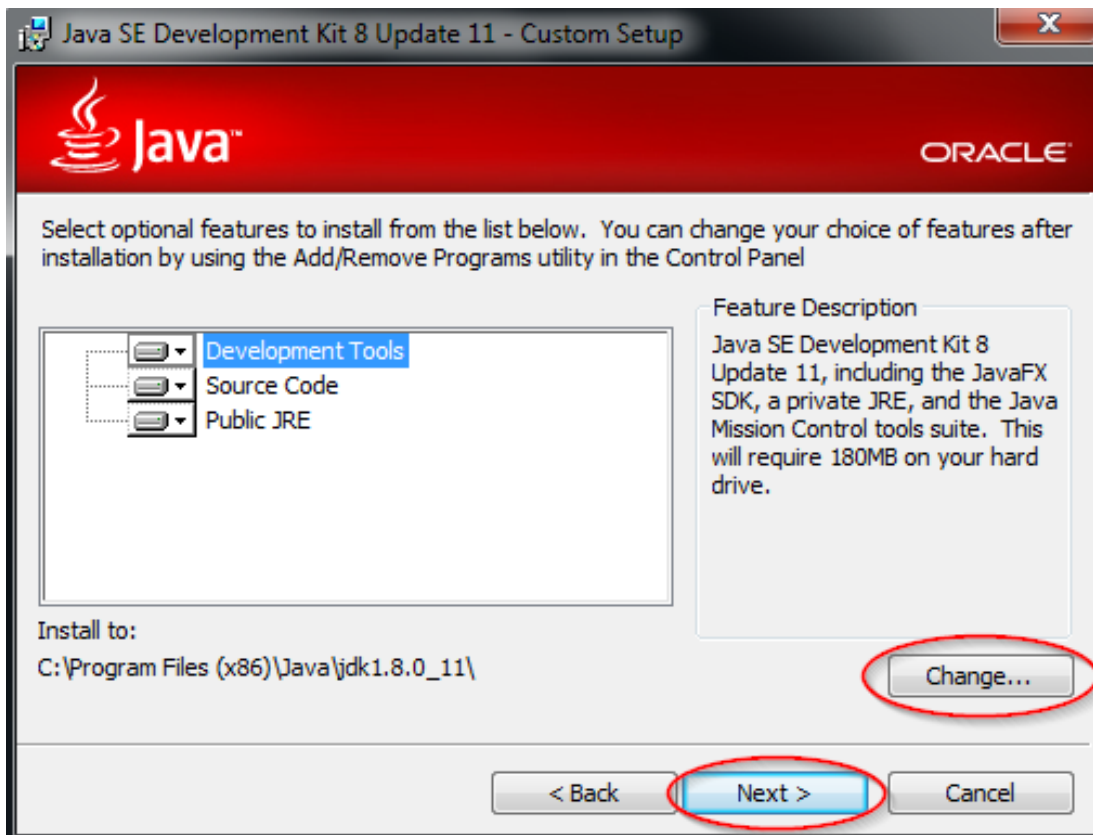 Java SE Development Kit 8 Update 11 - Custom Setup
Java™
ORACLE
Select optional features to install from the list below.  You can change your choice of features after
installation by using the Add/Remove Programs utility in the Control Panel
Development Tools
Source Code
Public JRE
Feature Description
Java SE Development Kit 8
Update 11, including the JavaFX
SDK, a private JRE, and the Java
Mission Control tools suite.  This
will require 180MB on your hard
drive.
Install to:
C:\Program Files (x86)\Java\jdk1.8.0_11\
Change...
< Back
Next >
Cancel